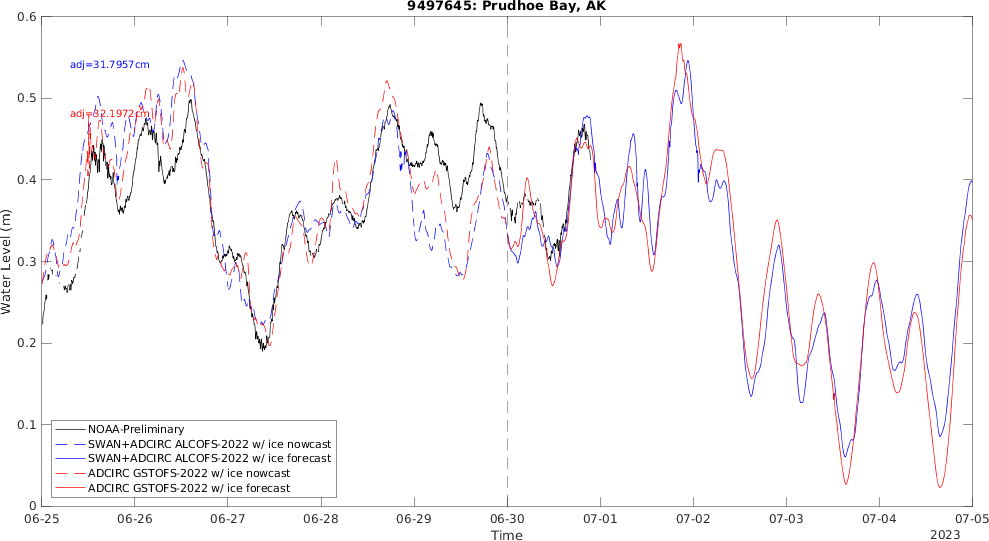 9497645: Prudhoe Bay, AK
0.6
adj=31.7957cm
0.5
adj=32.1972cm
0.4
0.3
0.2
0.1
0
Water Level (m)
NOAA-Preliminary
SWAN+ADCIRC ALCOFS-2022 w/ ice nowcast
SWAN+ADCIRC ALCOFS-2022 w/ ice forecast
ADCIRC GSTOFS-2022 w/ ice nowcast
ADCIRC GSTOFS-2022 w/ ice forecast
06-25 06-26 06-27 06-28 06-29 06-30 07-01 07-02 07-03 07-04 07-05
Time
2023